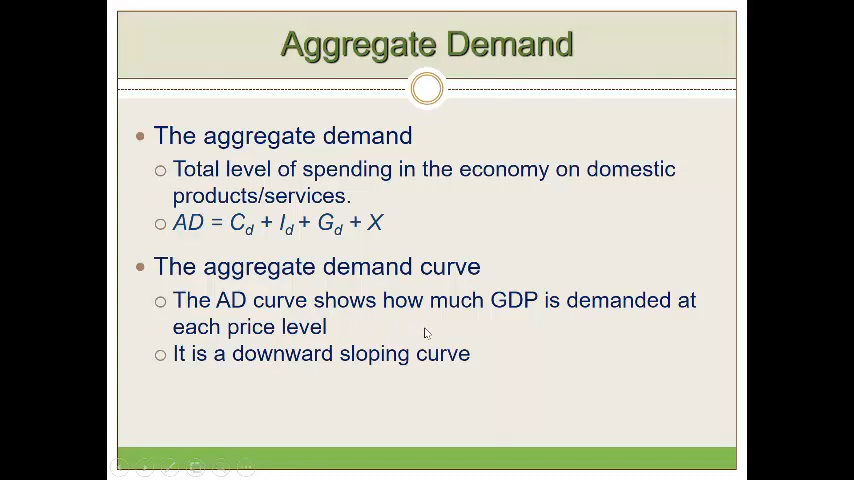 Aggregate Demand
The aggregate demand
Total level of spending in the economy on domestic
products/services.
AD = Cd + Id + Gd + X
The aggregate demand curve
The AD curve shows how much GDP is demanded at
each price level
It is a downward sloping curve